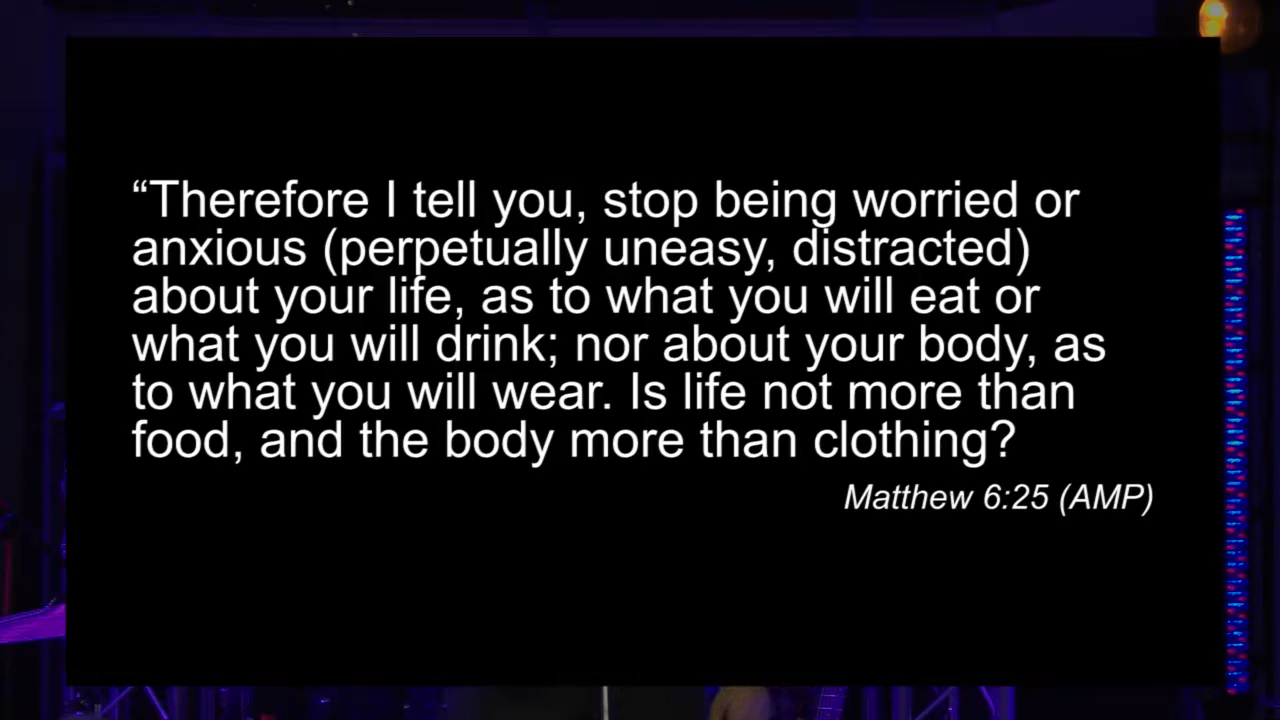 “Therefore I tell you, stop being worried or
anxious (perpetually uneasy, distracted)
about your life, as to what you will eat or
what you will drink; nor about your body, as
to what you will wear. Is life not more than
food, and the body more than clothing?
Matthew 6:25 (AMP)